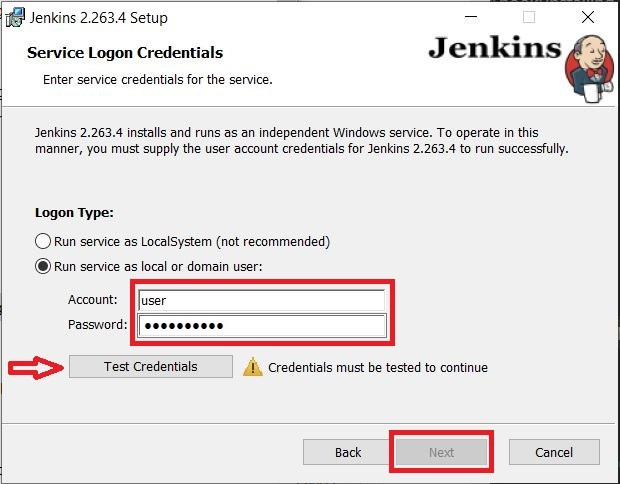 Jenkins 2.263.4 Setup
Service Logon Credentials
Jenkins
Enter service credentials for the service.
Jenkins 2.263.4 installs and runs as an independent Windows service. To operate in this
manner, you must supply the user account credentials for Jenkins 2.263.4 to run successfully.
Logon Type:
Run service as LocalSystem (not recommended)
Run service as local or domain user:
Account: user
Password: ●●●●●●●●●●
Test Credentials Credentials must be tested to continue
Back Next Cancel